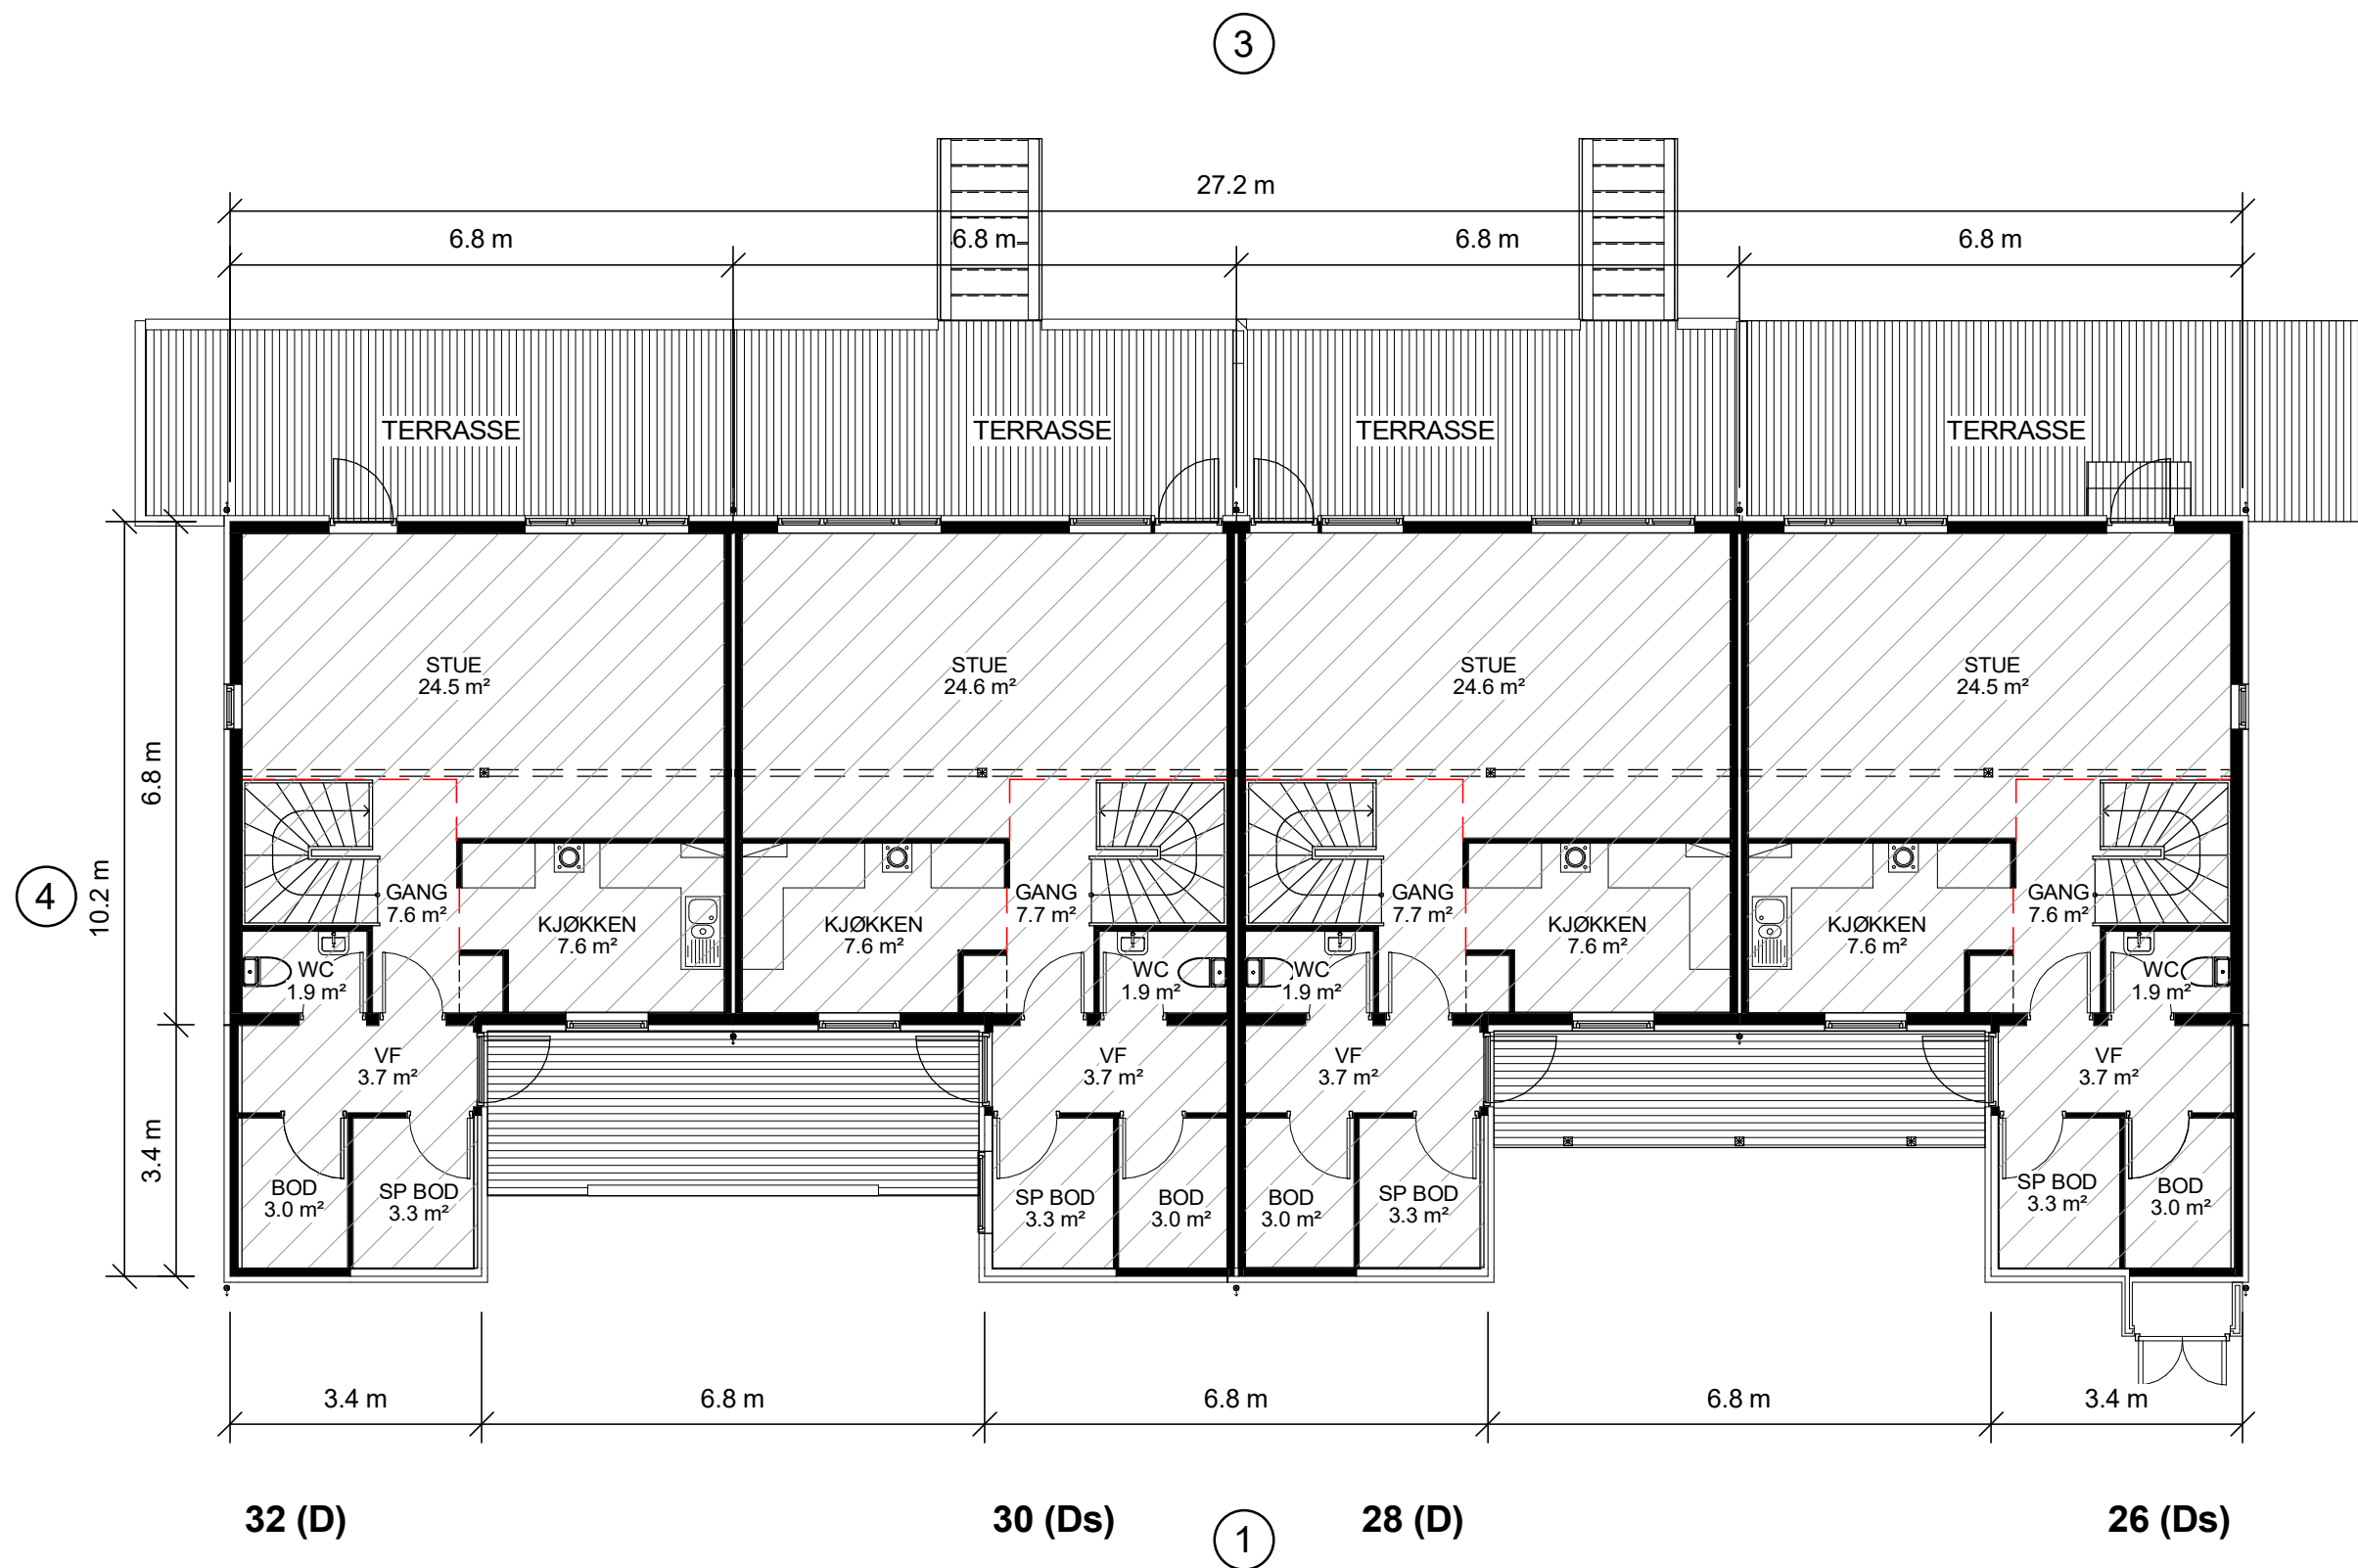 3
27.2 m
6.8 m
6.8 m
6.8 m
6.8 m
TERRASSE
TERRASSE
TERRASSE
TERRASSE
STUE
24.5 m²
STUE
24.6 m²
STUE
24.6 m²
STUE
24.5 m²
6.8 m
10.2 m
3.4 m
4
GANG
7.6 m²
KJØKKEN
7.6 m²
KJØKKEN
7.6 m²
GANG
7.7 m²
GANG
7.7 m²
KJØKKEN
7.6 m²
KJØKKEN
7.6 m²
GANG
7.6 m²
WC
1.9 m²
WC
1.9 m²
WC
1.9 m²
WC
1.9 m²
VF
3.7 m²
VF
3.7 m²
VF
3.7 m²
VF
3.7 m²
BOD
3.0 m²
SP BOD
3.3 m²
SP BOD
3.3 m²
BOD
3.0 m²
BOD
3.0 m²
SP BOD
3.3 m²
SP BOD
3.3 m²
BOD
3.0 m²
3.4 m
6.8 m
6.8 m
6.8 m
3.4 m
32 (D)
30 (Ds)
28 (D)
26 (Ds)
1